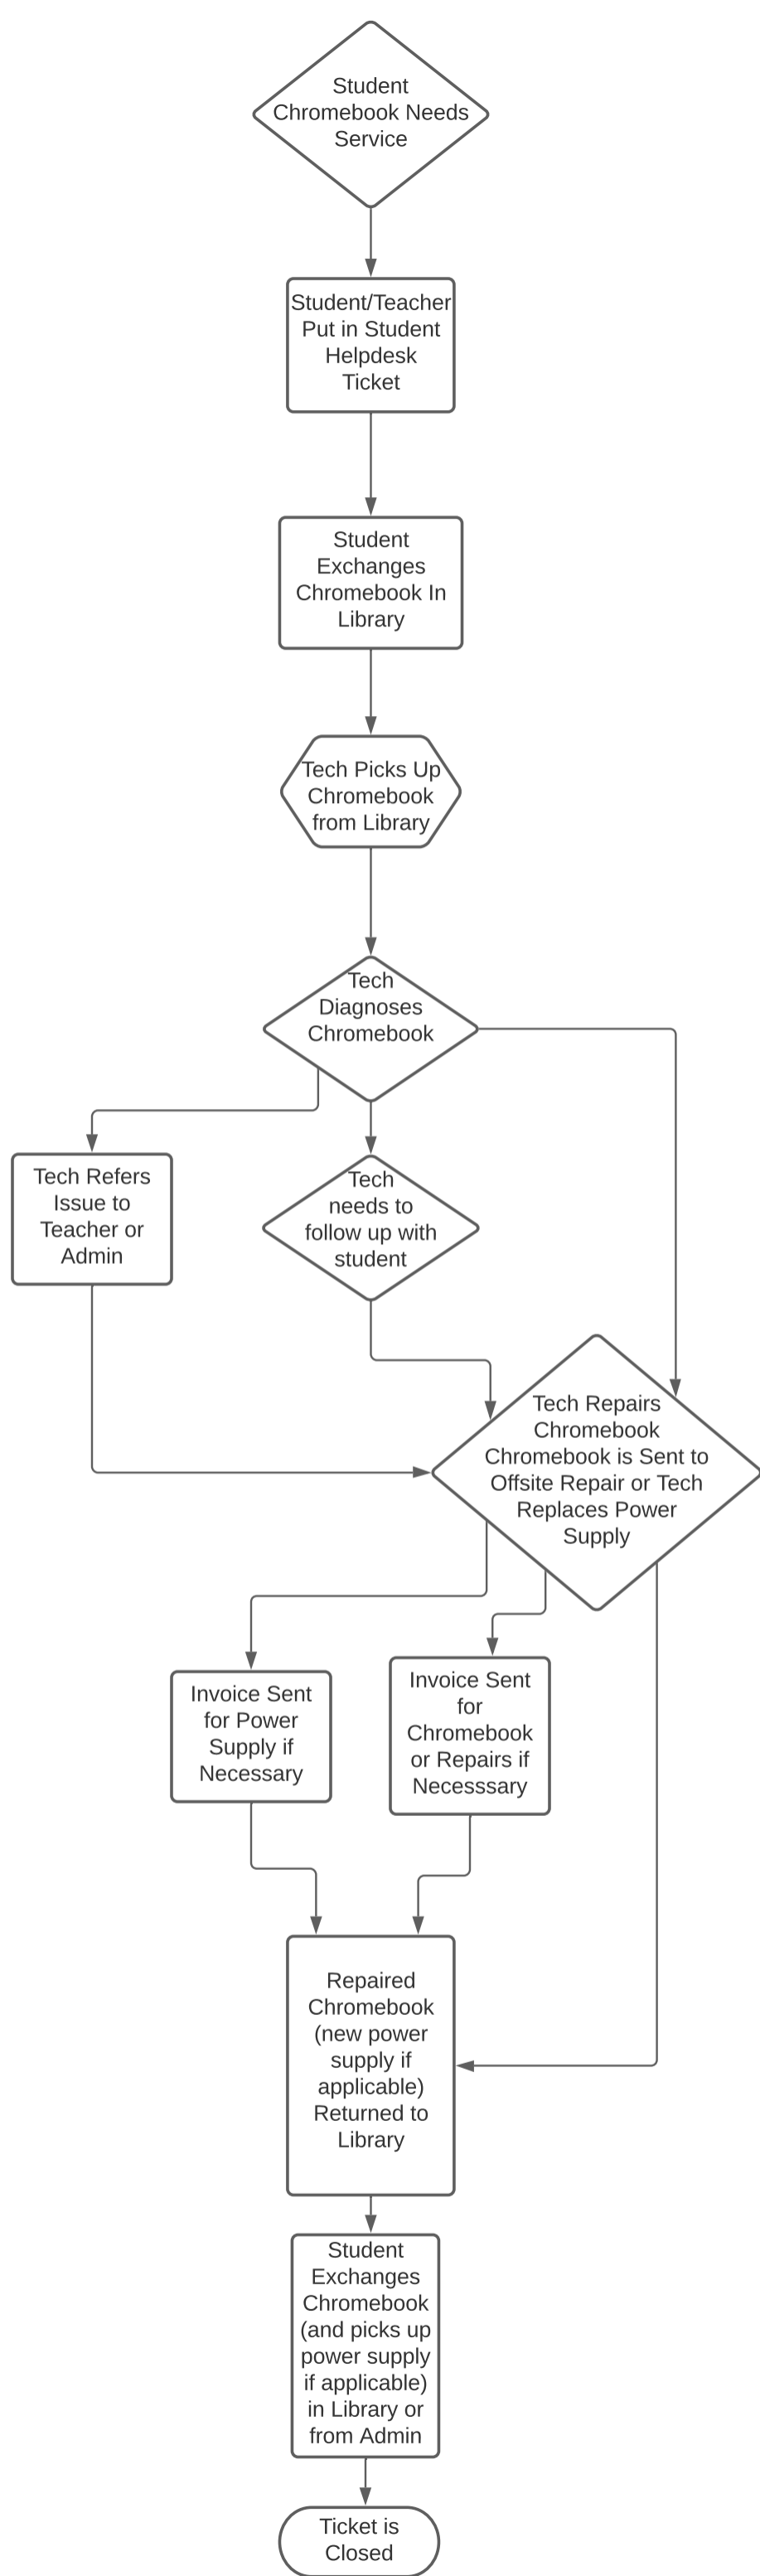 Student
Chromebook Needs
Service
Student/Teacher
Put in Student
Helpdesk
Ticket
Student
Exchanges
Chromebook In
Library
Tech Picks Up
Chromebook
from Library
Tech
Diagnoses
Chromebook
Tech Refers
Issue to
Teacher or
Admin
Tech
needs to
follow up with
student
Tech Repairs
Chromebook
Chromebook is Sent to
Offsite Repair or Tech
Replaces Power
Supply
Invoice Sent
for Power
Supply if
Necessary
Invoice Sent
for
Chromebook
or Repairs if
Necesssary
Repaired
Chromebook
(new power
supply if
applicable)
Returned to
Library
Student
Exchanges
Chromebook
(and picks up
power supply
if applicable)
in Library or
from Admin
Ticket is
Closed